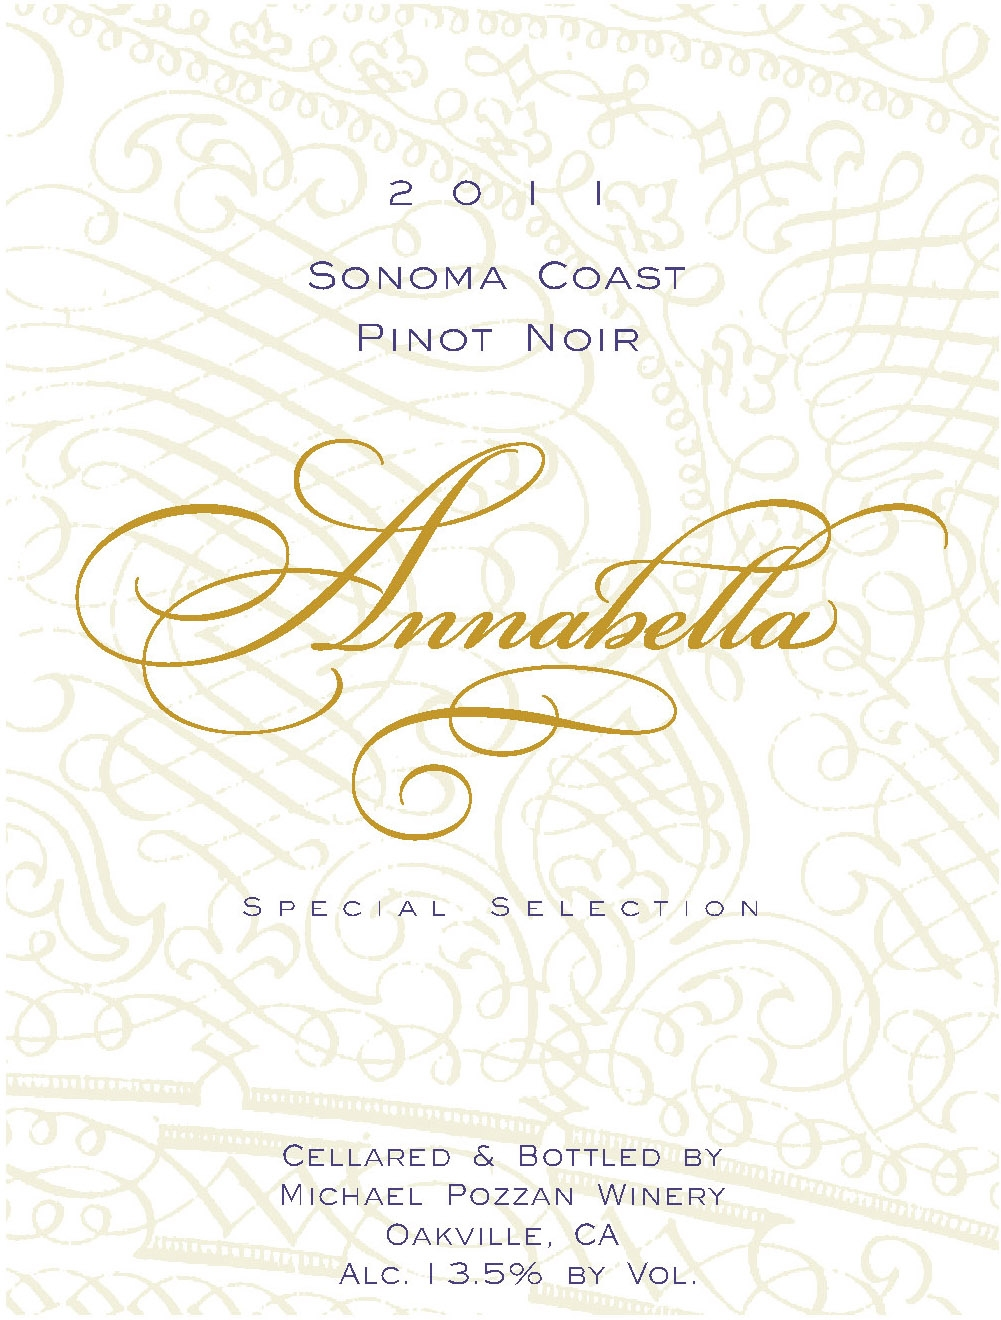 2011
Sonoma Coast
Pinot Noir
Annabella
Special Selection
Cellared & Bottled by
Michael Pozzan Winery
Oakville, CA
Alc. 13.5% by Vol.